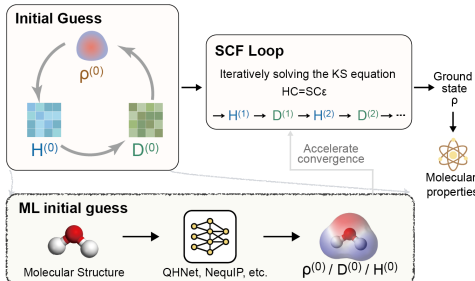 Initial Guess
ρ(0)
H(0)
D(0)
SCF Loop
Iteratively solving the KS equation
HC=SCε
H(1) D(1) H(2) D(2) ...
Ground
state
ρ
Molecular
properties
Accelerate
convergence
ML initial guess
Molecular Structure
QHNet, NequIP, etc.
ρ(0) / D(0) / H(0)